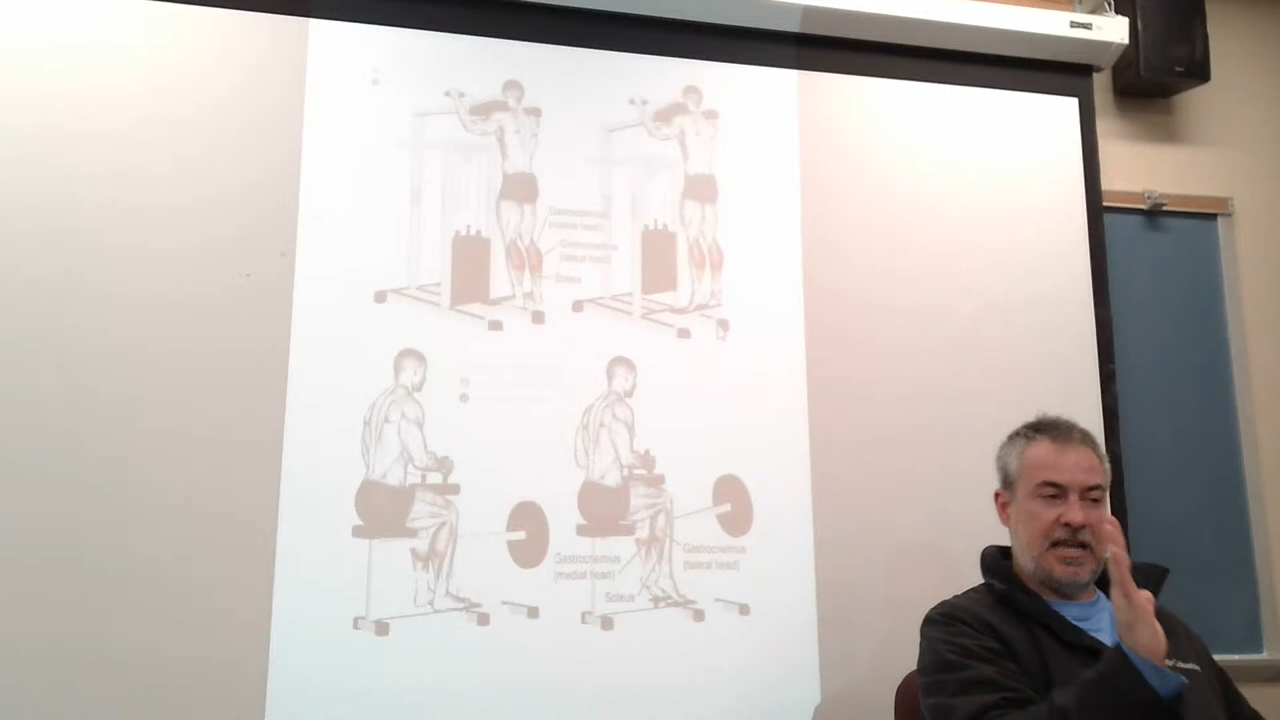 Gastrocnemius
(medial head)
Gastrocnemius
(lateral head)
Soleus
Gastrocnemius
(medial head)
Gastrocnemius
(lateral head)
Soleus